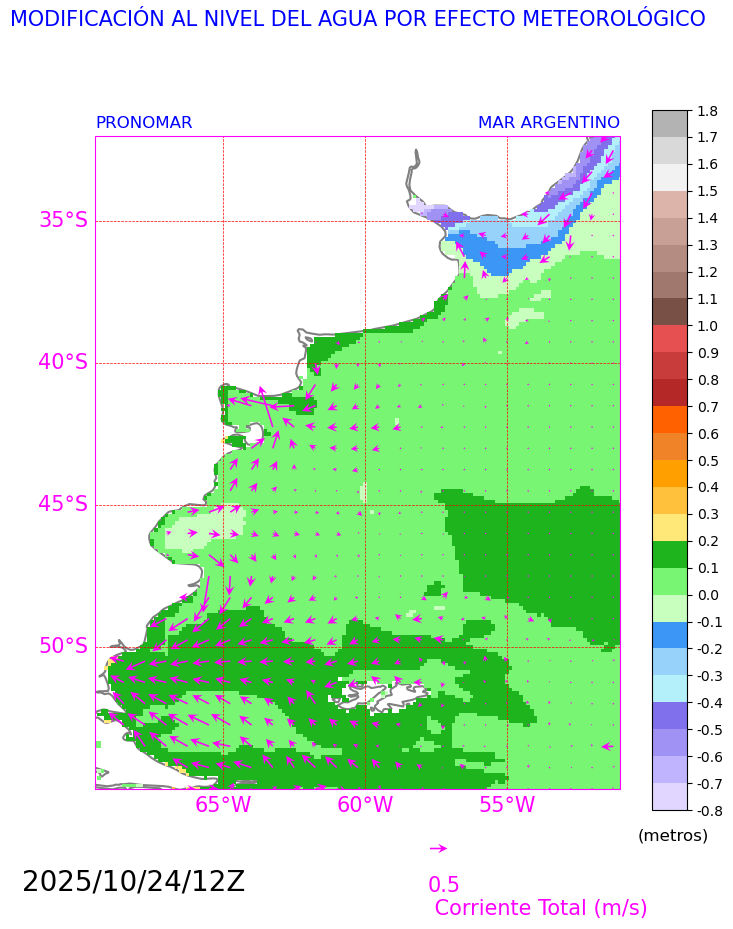 MODIFICACIÓN AL NIVEL DEL AGUA POR EFECTO METEOROLÓGICO
PRONOMAR
MAR ARGENTINO
35°S
40°S
45°S
50°S
65°W
60°W
55°W
1.8
1.7
1.6
1.5
1.4
1.3
1.2
1.1
1.0
0.9
0.8
0.7
0.6
0.5
0.4
0.3
0.2
0.1
0.0
-0.1
-0.2
-0.3
-0.4
-0.5
-0.6
-0.7
-0.8
(metros)
2025/10/24/12Z
0.5
Corriente Total (m/s)